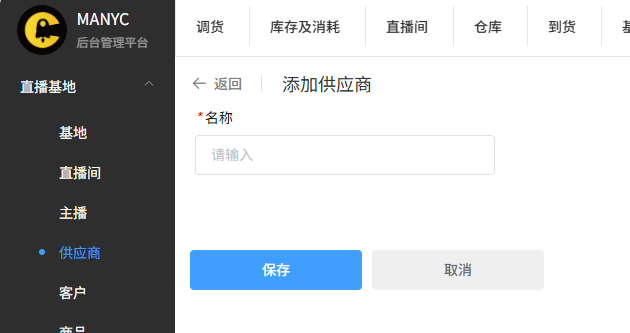 MANYC
后台管理平台
直播基地
基地
直播间
主播
供应商
客户
商品
调货
库存及消耗
直播间
仓库
到货
返回
添加供应商
*名称
请输入
保存
取消